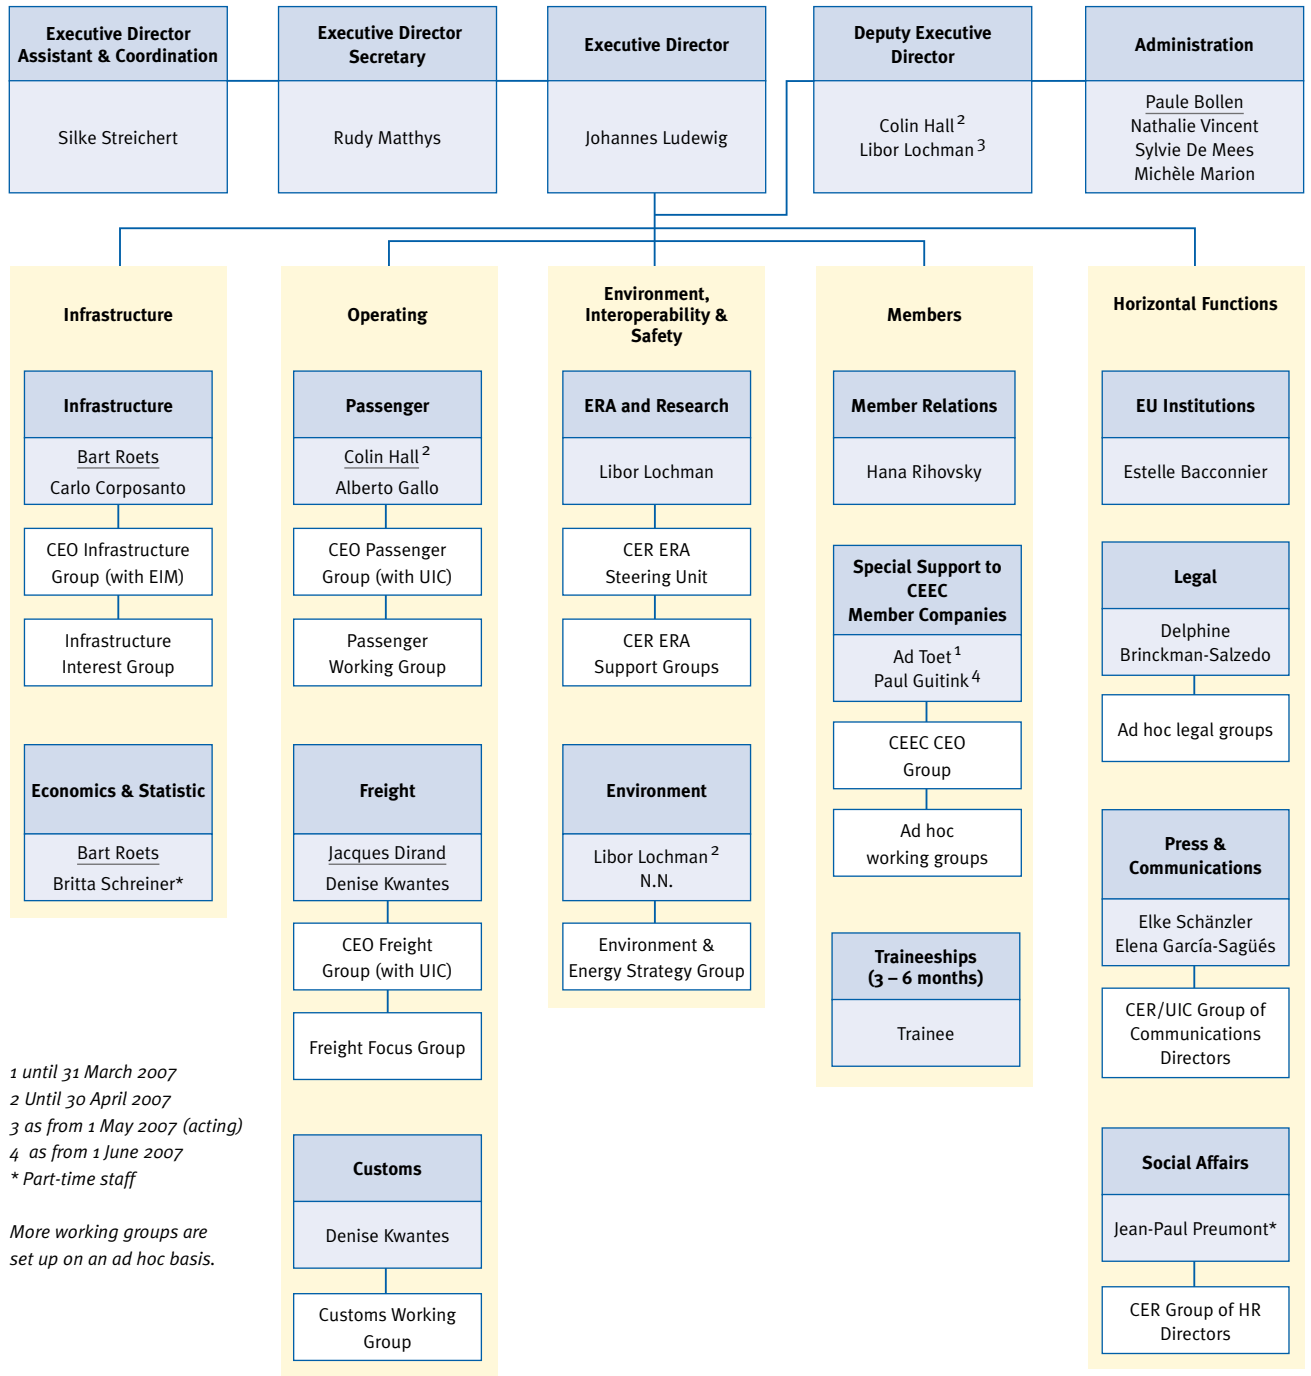 Executive Director
Assistant & Coordination
Silke Streichert
Executive Director
Secretary
Rudy Matthys
Executive Director
Johannes Ludewig
Deputy Executive
Director
Colin Hall 2
Libor Lochman 3
Administration
Paule Bollen
Nathalie Vincent
Sylvie De Mees
Michèle Marion
Infrastructure
Infrastructure
Bart Roets
Carlo Corposanto
CEO Infrastructure
Group (with EIM)
Infrastructure
Interest Group
Economics & Statistic
Bart Roets
Britta Schreiner*
Operating
Passenger
Colin Hall 2
Alberto Gallo
CEO Passenger
Group (with UIC)
Passenger
Working Group
Freight
Jacques Dirand
Denise Kwantes
CEO Freight
Group (with UIC)
Freight Focus Group
Customs
Denise Kwantes
Customs Working
Group
Environment,
Interoperability &
Safety
ERA and Research
Libor Lochman
CER ERA
Steering Unit
CER ERA
Support Groups
Environment
Libor Lochman 2
N.N.
Environment &
Energy Strategy Group
Members
Member Relations
Hana Rihovsky
Special Support to
CEEC
Member Companies
Ad Toet 1
Paul Guitink 4
CEEC CEO
Group
Ad hoc
working groups
Traineeships
(3 – 6 months)
Trainee
Horizontal Functions
EU Institutions
Estelle Bacconnier
Legal
Delphine
Brinckman-Salzedo
Ad hoc legal groups
Press &
Communications
Elke Schänzler
Elena García-Sagüés
CER/UIC Group of
Communications
Directors
Social Affairs
Jean-Paul Preumont*
CER Group of HR
Directors
1 until 31 March 2007
2 Until 30 April 2007
3 as from 1 May 2007 (acting)
4 as from 1 June 2007
* Part-time staff
More working groups are
set up on an ad hoc basis.